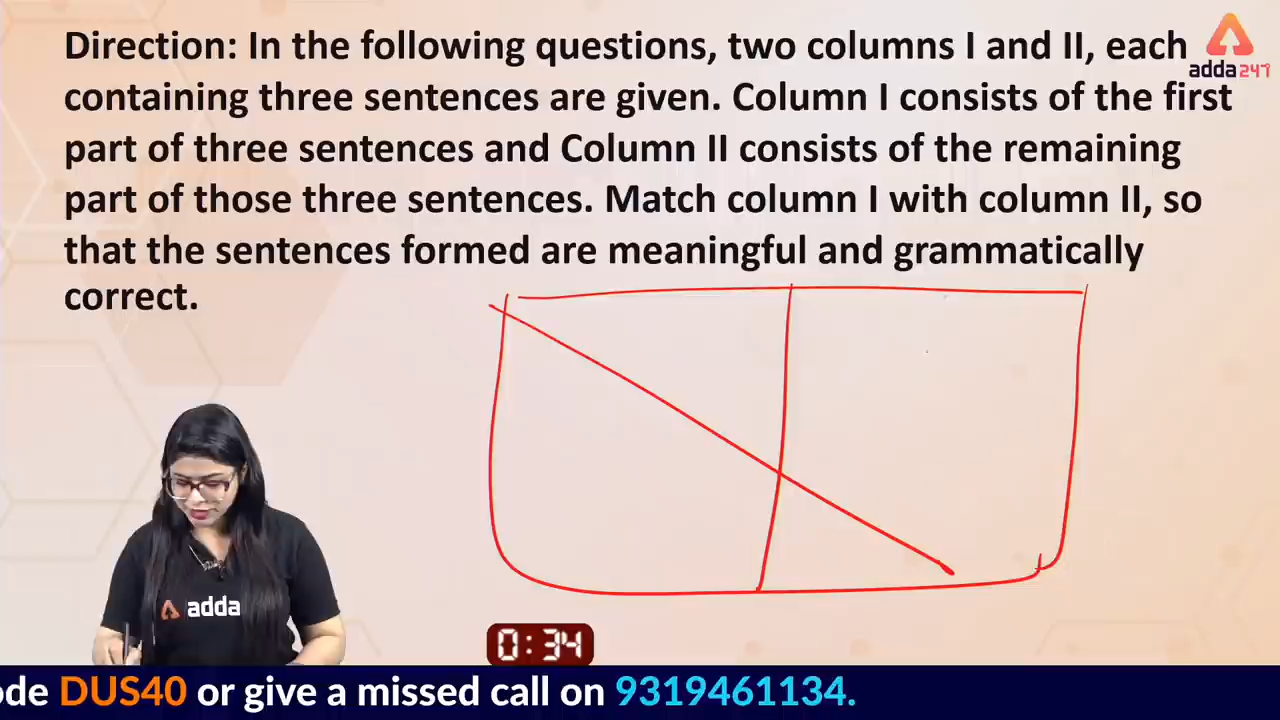 Direction: In the following questions, two columns I and II, each
containing three sentences are given. Column I consists of the first
part of three sentences and Column II consists of the remaining
part of those three sentences. Match column I with column II, so
that the sentences formed are meaningful and grammatically
correct.
adda247
adda
0:34
ode DUS40 or give a missed call on 9319461134.